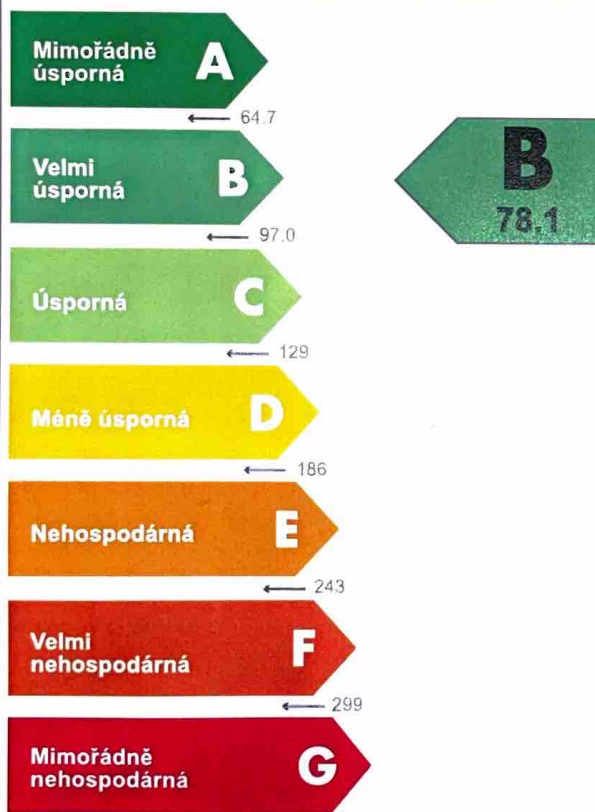 Mimořádně
úsporná
A
64.7
Velmi
úsporná
B
B
78.1
97.0
Úsporná
C
129
Méně úsporná
D
186
Nehospodárná
E
243
Velmi
nehospodárná
F
299
Mimořádně
nehospodárná
G